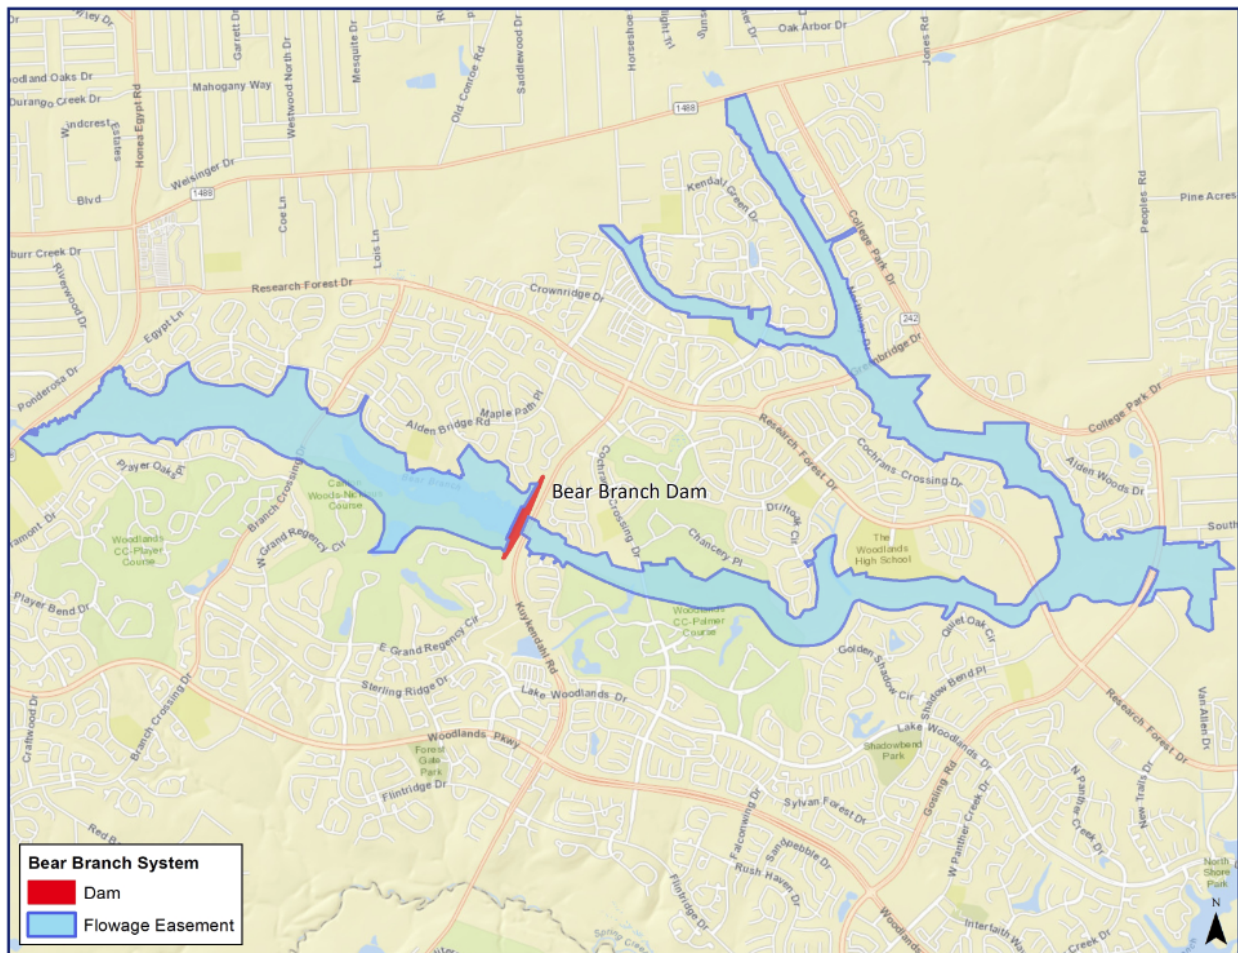 Oak Arbor Dr
Jones Rd
Garrett Dr
Westwood North Dr
Mesquite Dr
Old Conroe Rd
Saddlewood Dr
Horseshoe
Mahogany Way
Durango Creek Dr
Windcrest
Estates
Honea Egypt Rd
1488
Weisinger Dr
1488
Blvd
Coe Ln
Lois Ln
Kendall Green Dr
College Park Dr
Peoples Rd
Pine Acres
burr Creek Dr
Riverwood Dr
Research Forest Dr
Crownridge Dr
Egypt Ln
242
Greenbridge Dr
Ponderosa Dr
Maple Path Pl
Alden Bridge Rd
College Park Dr
Research Forest Dr
Cochrans Crossing Dr
Alden Woods Dr
Prayer Oaks Pl
Branch Crossing Dr
Bear Branch
Bear Branch Dam
Cochrans Crossing Dr
Driftoak Cir
South
Woodlands
CC-Player
Course
W Grand Regency Cir
Chancery Pl
The
Woodlands
High School
Player Bend Dr
Kuykendahl Rd
Woodlands
CC-Palmer
Course
Quiet Oak Cir
E Grand Regency Cir
Golden Shadow Cir
Shadow Bend Pl
Sterling Ridge Dr
Lake Woodlands Dr
Craftwood Dr
Branch Crossing Dr
Woodlands Pkwy
Forest
Gate
Park
Flintridge Dr
Shadowbend
Park
Lake Woodlands Dr
Research Forest Dr
Van Allen Dr
Gosling Rd
Sylvan Forest Dr
Falconwing Dr
Sandpebble Dr
Rush Haven Dr
W Panther Creek Dr
N Panther
Creek Dr
New Trails Dr
Flintridge Dr
North
Shore
Park
Woodlands
Interfaith Way
Creek Dr
Spring Creek
Bear Branch System
Dam
Flowage Easement
N